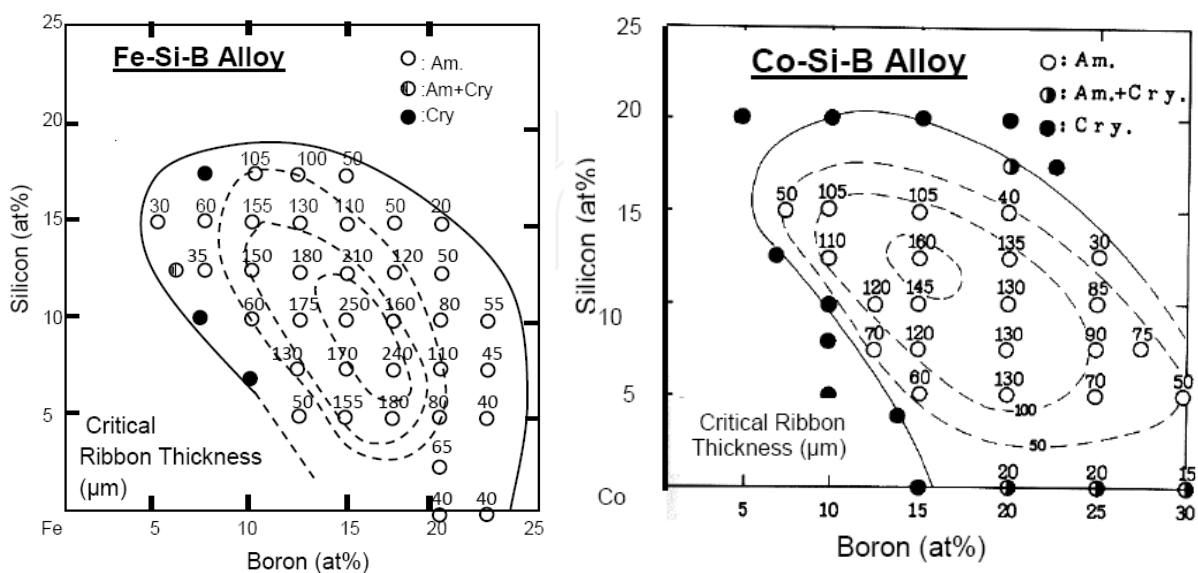 25
Fe-Si-B Alloy
: Am.
:Am+Cry
:Cry
20
105 100 50
30 60 155 130 110 50 20
15
35 150 180 210 120 50
Silicon (at%)
60 175 250 160 80 55
10
130 170 240 110 45
50 155 180 80 40
5
Critical
Ribbon Thickness
(µm)
65
40 40
Fe 5 10 15 20 25
Boron (at%)
25
Co-Si-B Alloy
: Am.
: Am.+Cry.
: Cry.
20
50 105 105 40
15
110 160 135 30
Silicon (at%)
120 145 130 85
10
70 120 130 90 75
60 130 70 50
5
100
50
Critical Ribbon
Thickness (µm)
20 20 15
Co
5 10 15 20 25 30
Boron (at%)